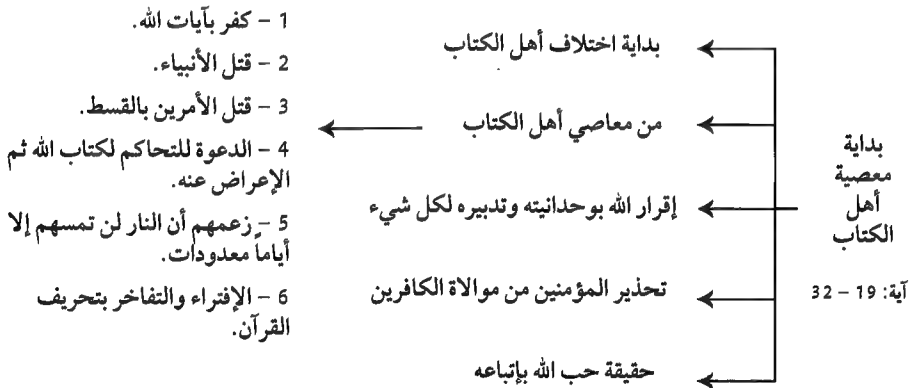 بداية
معصية
أهل
الكتاب
آية: 19 – 32
بداية اختلاف أهل الكتاب
من معاصي أهل الكتاب
إقرار الله بوحدانيته وتدبيره لكل شيء
تحذير المؤمنين من موالاة الكافرين
حقيقة حب الله بإتباعه
1 – كفر بآيات الله.
2 – قتل الأنبياء.
3 – قتل الأمرين بالقسط.
4 – الدعوة للتحاكم لكتاب الله ثم
الإعراض عنه.
5 – زعمهم أن النار لن تمسهم إلا
أياماً معدودات.
6 – الإفتراء والتفاخر بتحريف
القرآن.